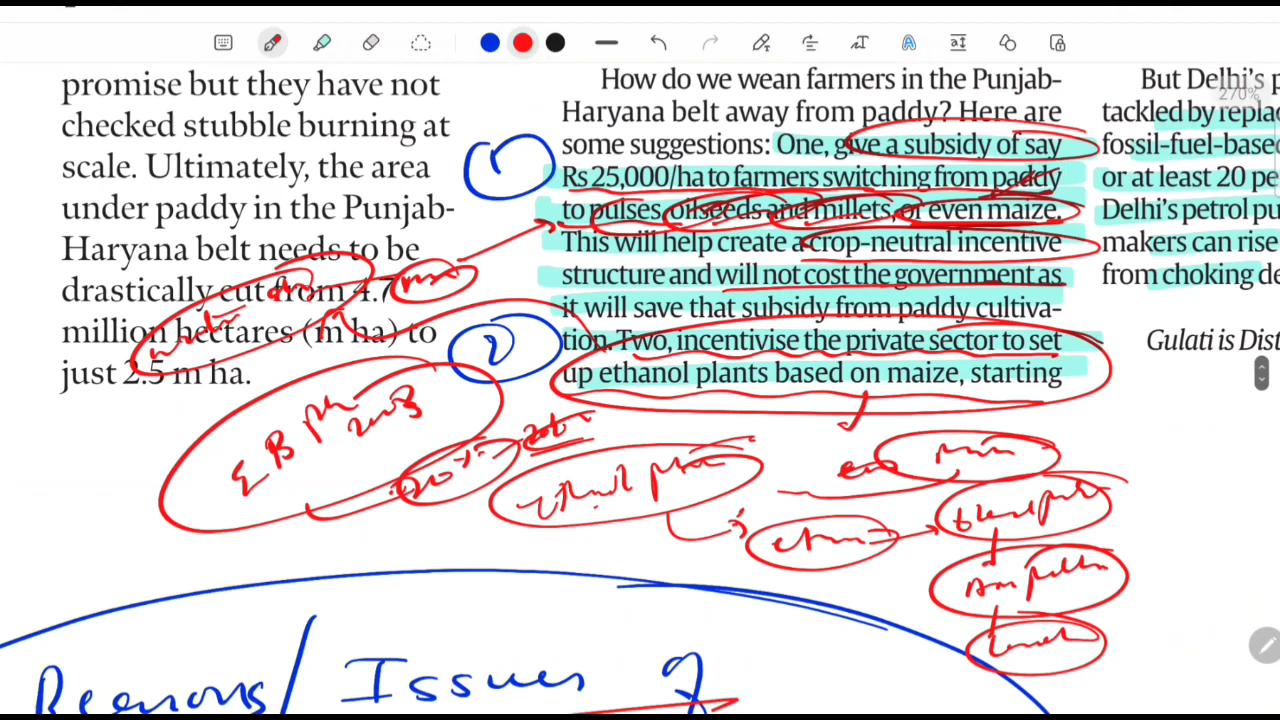 270%
promise but they have not
checked stubble burning at
scale. Ultimately, the area
under paddy in the Punjab-
Haryana belt needs to be
drastically cut from 4.7
million hectares (m ha) to
just 2.5 m ha.
How do we wean farmers in the Punjab-
Haryana belt away from paddy? Here are
some suggestions: One, give a subsidy of say
Rs 25,000/ha to farmers switching from paddy
to pulses, oilseeds and millets, or even maize.
This will help create a crop-neutral incentive
structure and will not cost the government as
it will save that subsidy from paddy cultiva-
tion. Two, incentivise the private sector to set
up ethanol plants based on maize, starting
But Delhi's p
tackled by replac
fossil-fuel-base
or at least 20 pe
Delhi's petrol pu
makers can rise
from choking de
Gulati is Dist
1
2
E B
20%
Reasons/ Issues of